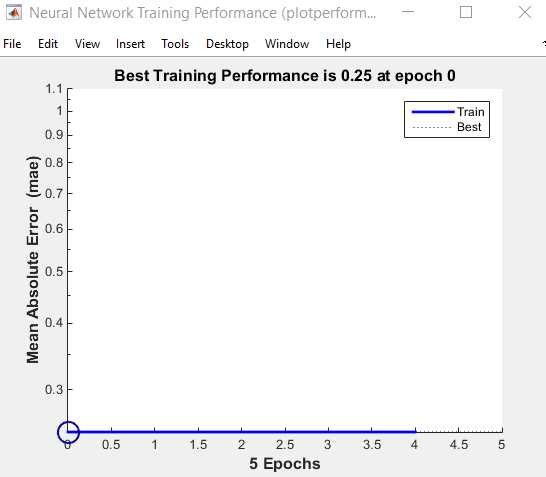 Neural Network Training Performance (plotperform...
File Edit View Insert Tools Desktop Window Help
Best Training Performance is 0.25 at epoch 0
Train
Best
Mean Absolute Error (mae)
1.1
1
0.9
0.8
0.7
0.6
0.5
0.4
0.3
0 0.5 1 1.5 2 2.5 3 3.5 4 4.5 5
5 Epochs